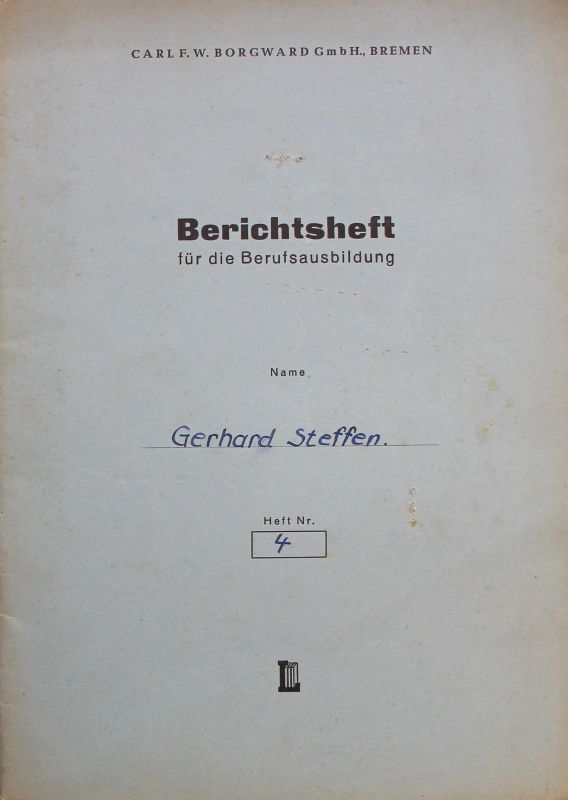 CARL F. W. BORGWARD GmbH., BREMEN
Berichtsheft
für die Berufsausbildung
Name
Gerhard Steffen.
Heft Nr.
4
L